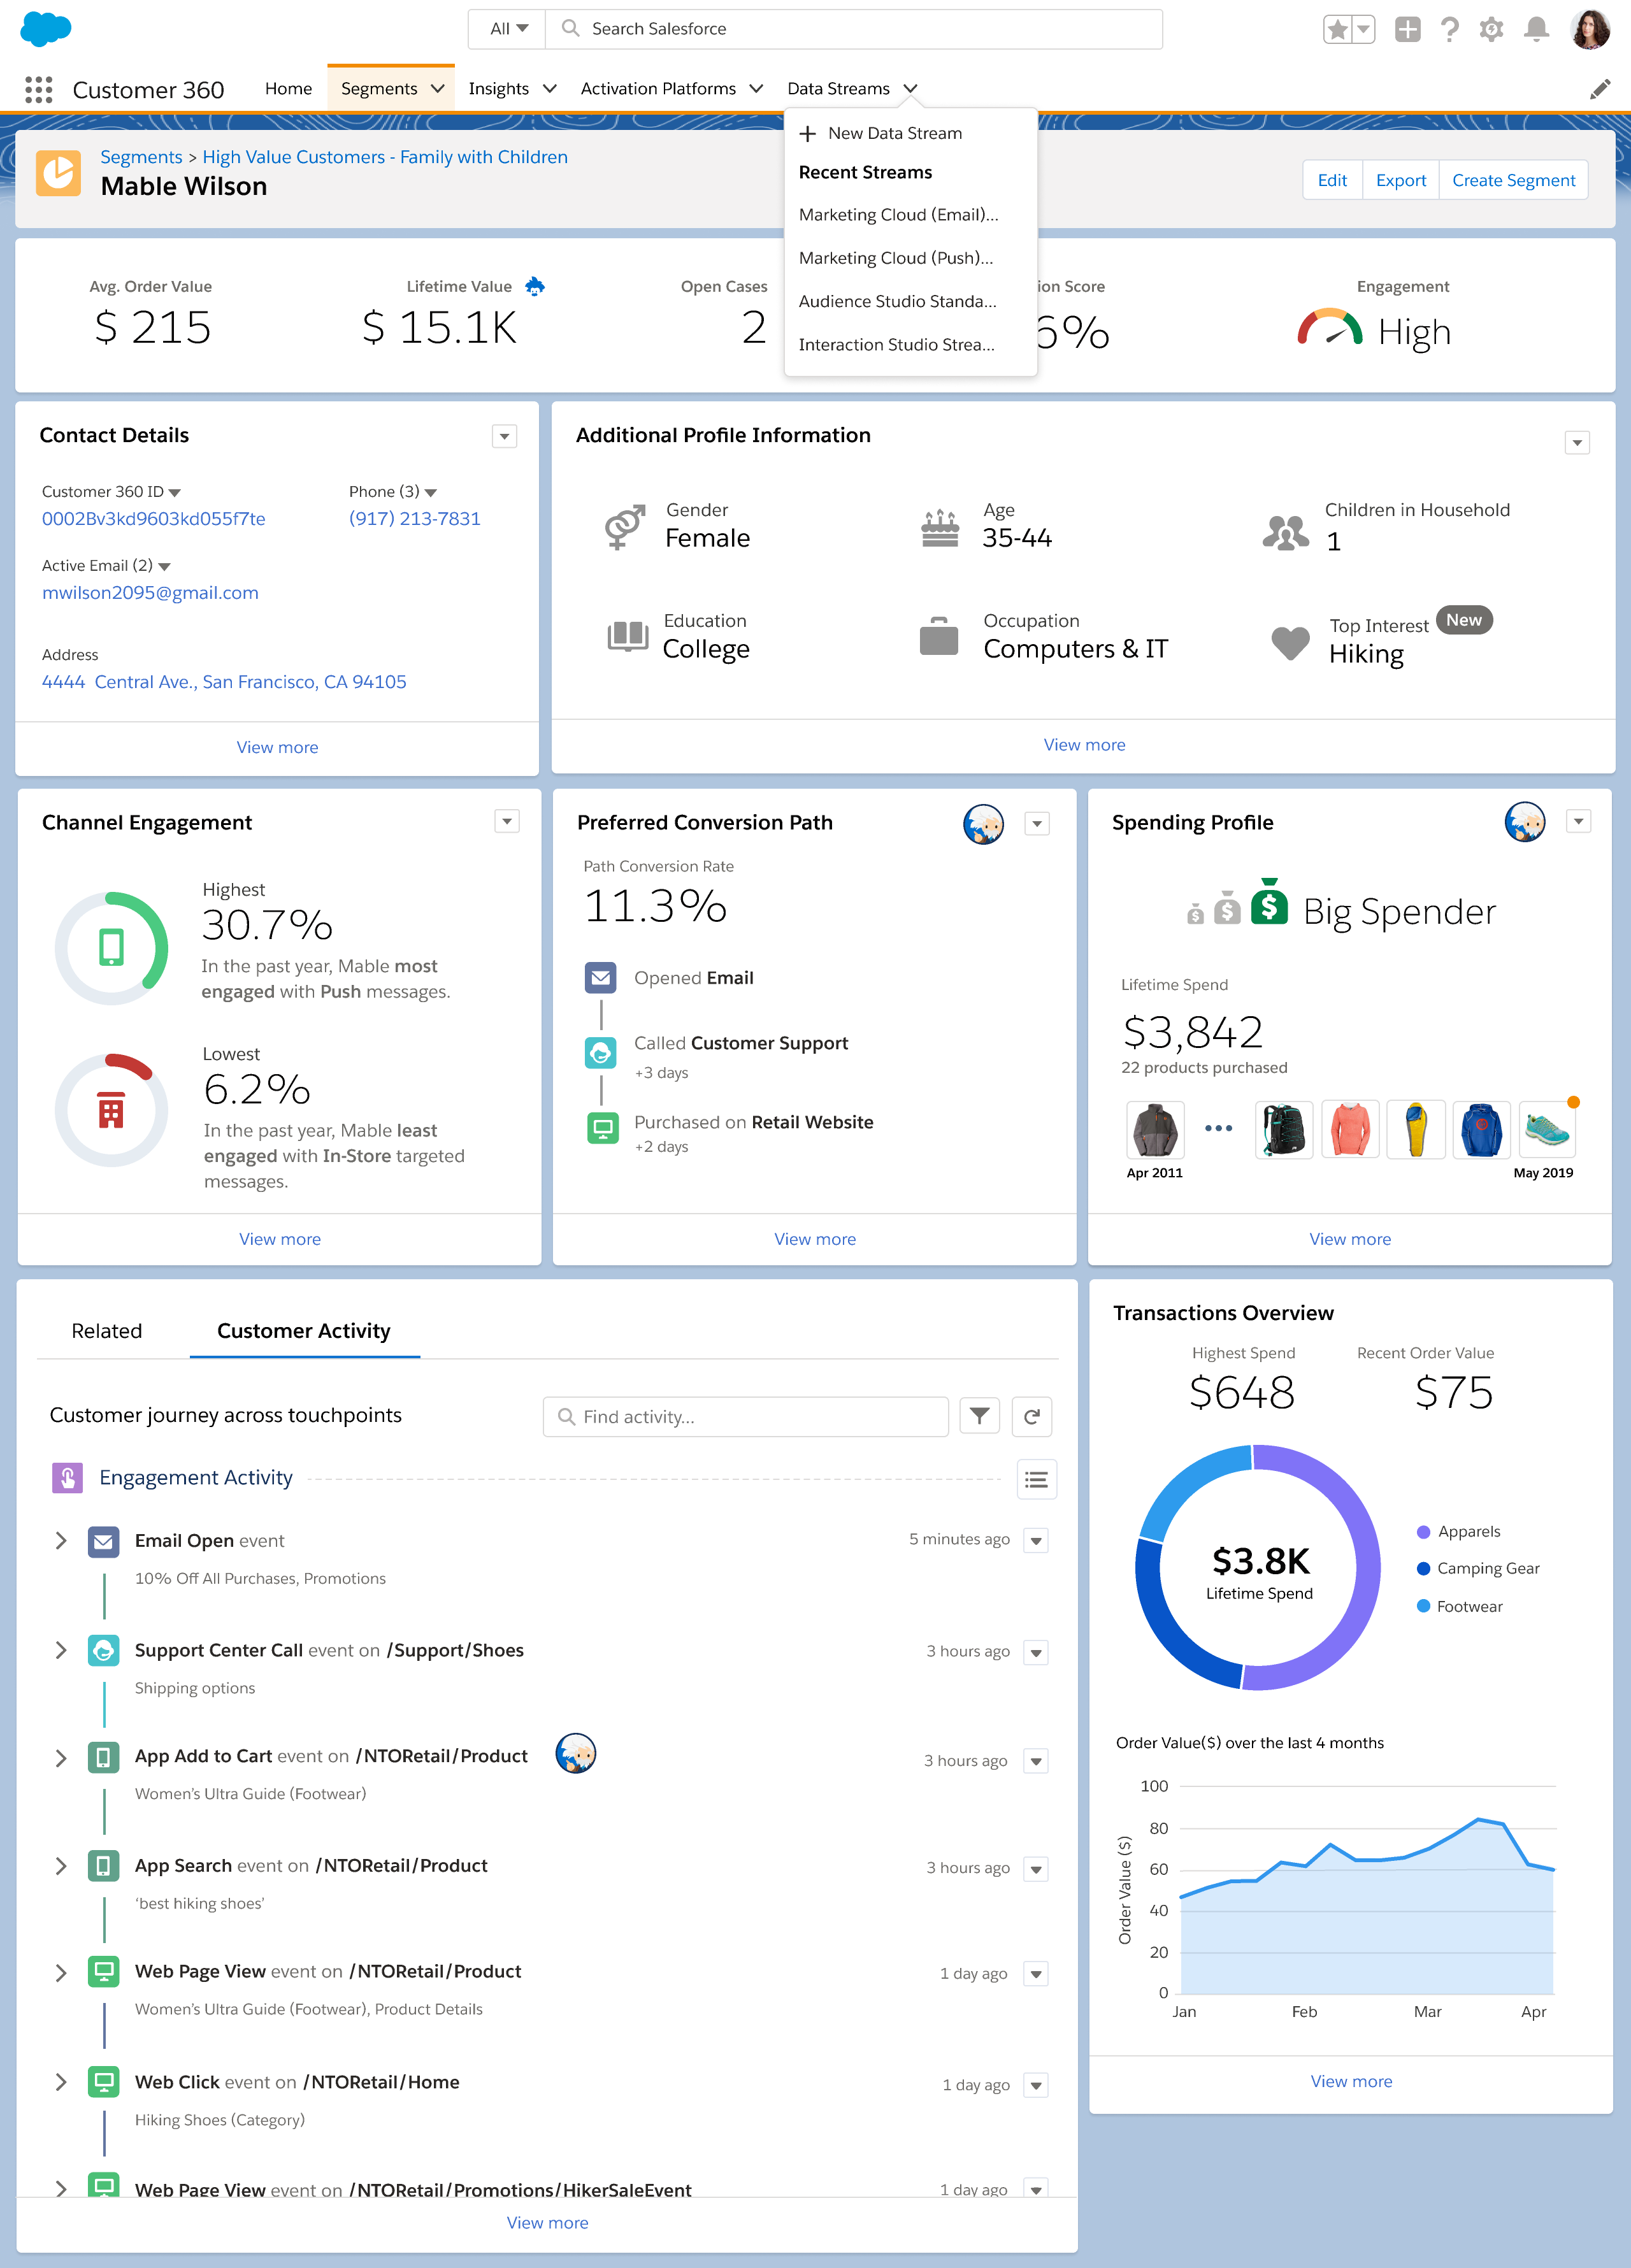 All
Search Salesforce
Customer 360
Home
Segments
Insights
Activation Platforms
Data Streams
New Data Stream
Recent Streams
Marketing Cloud (Email)...
Marketing Cloud (Push)...
Audience Studio Standa...
Interaction Studio Strea...
Segments > High Value Customers - Family with Children
Mable Wilson
Edit
Export
Create Segment
Avg. Order Value
$ 215
Lifetime Value
$ 15.1K
Open Cases
2
ion Score
6%
Engagement
High
Contact Details
Customer 360 ID
0002Bv3kd9603kd055f7te
Phone (3)
(917) 213-7831
Active Email (2)
mwilson2095@gmail.com
Address
4444 Central Ave., San Francisco, CA 94105
View more
Additional Profile Information
Gender
Female
Age
35-44
Children in Household
1
Education
College
Occupation
Computers & IT
Top Interest
New
Hiking
View more
Channel Engagement
Highest
30.7%
In the past year, Mable most
engaged with Push messages.
Lowest
6.2%
In the past year, Mable least
engaged with In-Store targeted
messages.
View more
Preferred Conversion Path
Path Conversion Rate
11.3%
Opened Email
Called Customer Support
+3 days
Purchased on Retail Website
+2 days
View more
Spending Profile
Big Spender
Lifetime Spend
$3,842
22 products purchased
Apr 2011
May 2019
View more
Related
Customer Activity
Customer journey across touchpoints
Find activity...
Engagement Activity
Email Open event
5 minutes ago
10% Off All Purchases, Promotions
Support Center Call event on /Support/Shoes
3 hours ago
Shipping options
App Add to Cart event on /NTORetail/Product
3 hours ago
Women's Ultra Guide (Footwear)
App Search event on /NTORetail/Product
3 hours ago
‘best hiking shoes’
Web Page View event on /NTORetail/Product
1 day ago
Women's Ultra Guide (Footwear), Product Details
Web Click event on /NTORetail/Home
1 day ago
Hiking Shoes (Category)
Web Page View event on /NTORetail/Promotions/HikerSaleEvent
1 day ago
View more
Transactions Overview
Highest Spend
$648
Recent Order Value
$75
$3.8K
Lifetime Spend
Apparels
Camping Gear
Footwear
Order Value($) over the last 4 months
Order Value ($)
100
80
60
40
20
0
Jan
Feb
Mar
Apr
View more